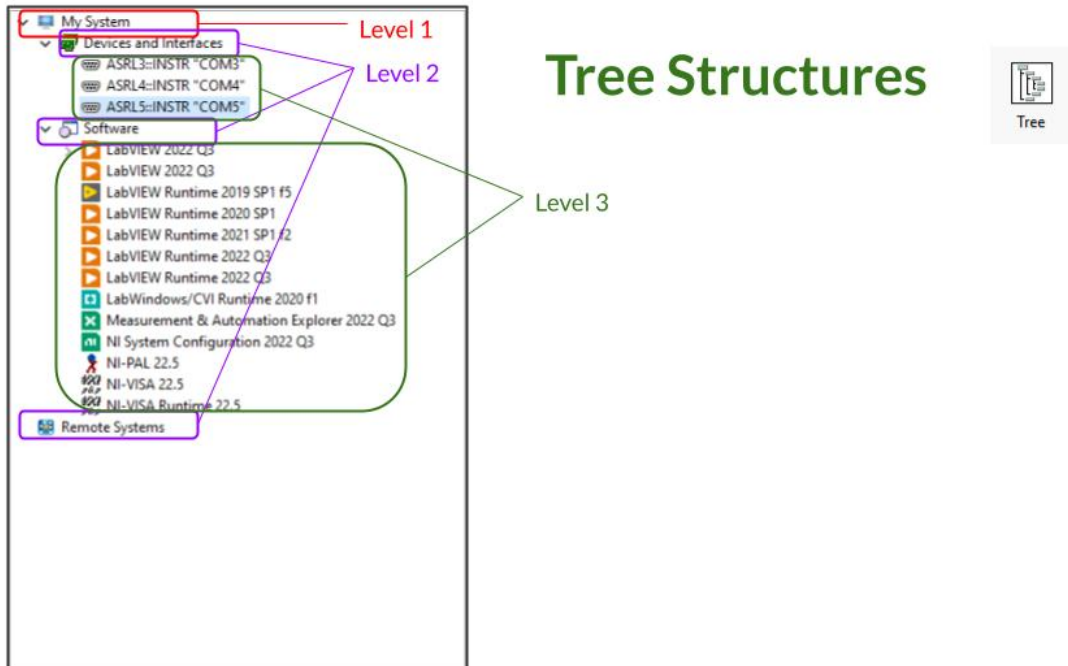 My System
Level 1
Devices and Interfaces
ASRL3::INSTR "COM3"
Level 2
ASRL4::INSTR "COM4"
ASRL5::INSTR "COM5"
Software
LabVIEW 2022 Q3
LabVIEW 2022 Q3
LabVIEW Runtime 2019 SP1 f5
LabVIEW Runtime 2020 SP1
LabVIEW Runtime 2021 SP1 f2
LabVIEW Runtime 2022 Q3
LabVIEW Runtime 2022 Q3
LabWindows/CVI Runtime 2020 f1
Measurement & Automation Explorer 2022 Q3
NI System Configuration 2022 Q3
NI-PAL 22.5
NI-VISA 22.5
NI-VISA Runtime 22.5
Remote Systems
Level 3
Tree Structures
Tree